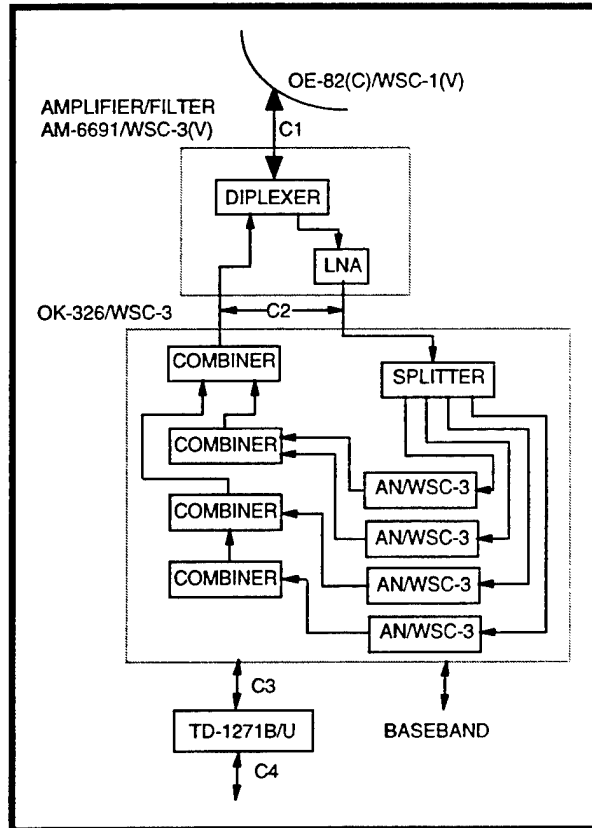 OE-82(C)/WSC-1(V)
AMPLIFIER/FILTER
AM-6691/WSC-3(V)
C1
DIPLEXER
LNA
OK-326/WSC-3
C2
COMBINER
SPLITTER
COMBINER
AN/WSC-3
COMBINER
AN/WSC-3
COMBINER
AN/WSC-3
AN/WSC-3
C3
TD-1271B/U
BASEBAND
C4